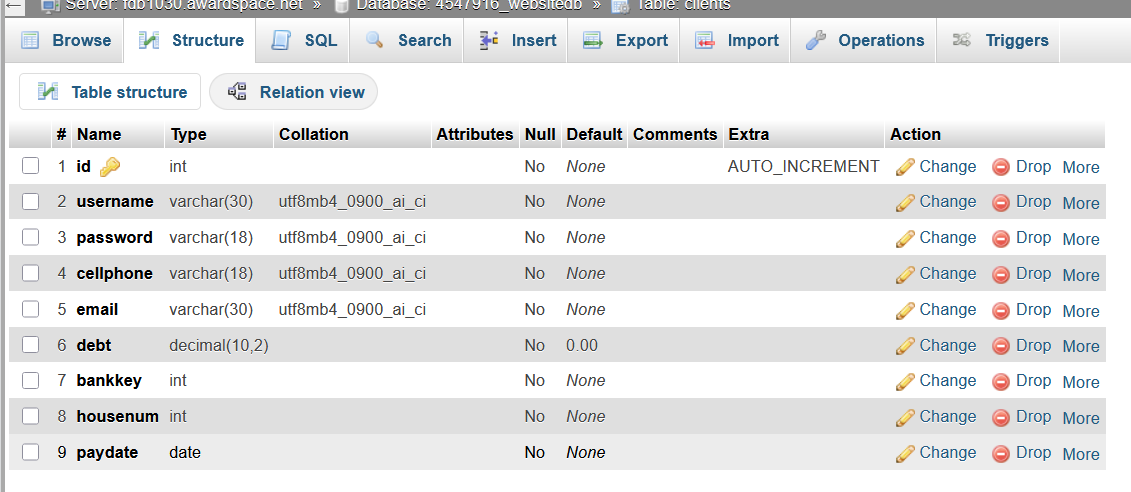 Server: fdb1030.awardspace.net » Database: 4547916_websitedb » Table: clients
Browse Structure SQL Search Insert Export Import Operations Triggers
Table structure Relation view
# Name Type Collation Attributes Null Default Comments Extra Action
1 id int No None AUTO_INCREMENT Change Drop More
2 username varchar(30) utf8mb4_0900_ai_ci No None Change Drop More
3 password varchar(18) utf8mb4_0900_ai_ci No None Change Drop More
4 cellphone varchar(18) utf8mb4_0900_ai_ci No None Change Drop More
5 email varchar(30) utf8mb4_0900_ai_ci No None Change Drop More
6 debt decimal(10,2) No 0.00 Change Drop More
7 bankkey int No None Change Drop More
8 housenum int No None Change Drop More
9 paydate date No None Change Drop More